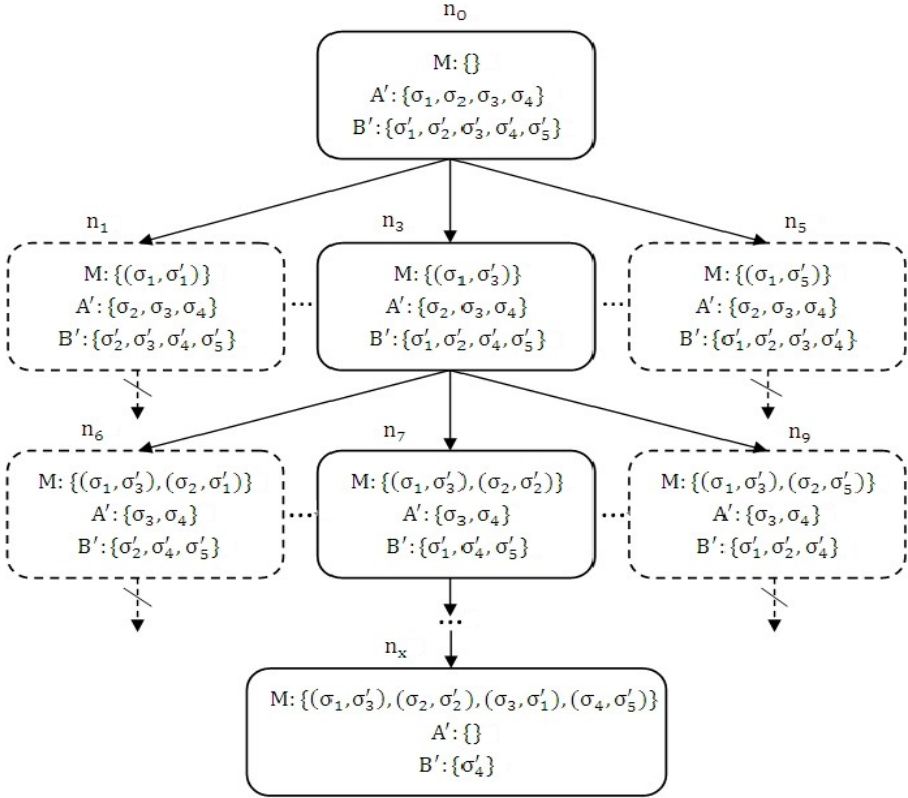 n₀
M: {}
A′: {σ₁, σ₂, σ₃, σ₄}
B′: {σ′₁, σ′₂, σ′₃, σ′₄, σ′₅}
n₁
M: {(σ₁, σ′₁)}
A′: {σ₂, σ₃, σ₄}
B′: {σ′₂, σ′₃, σ′₄, σ′₅}
...
n₃
M: {(σ₁, σ′₃)}
A′: {σ₂, σ₃, σ₄}
B′: {σ′₁, σ′₂, σ′₄, σ′₅}
...
n₅
M: {(σ₁, σ′₅)}
A′: {σ₂, σ₃, σ₄}
B′: {σ′₁, σ′₂, σ′₃, σ′₄}
n₆
M: {(σ₁, σ′₃), (σ₂, σ′₁)}
A′: {σ₃, σ₄}
B′: {σ′₂, σ′₄, σ′₅}
...
n₇
M: {(σ₁, σ′₃), (σ₂, σ′₂)}
A′: {σ₃, σ₄}
B′: {σ′₁, σ′₄, σ′₅}
...
n₉
M: {(σ₁, σ′₃), (σ₂, σ′₅)}
A′: {σ₃, σ₄}
B′: {σ′₁, σ′₂, σ′₄}
...
nₓ
M: {(σ₁, σ′₃), (σ₂, σ′₂), (σ₃, σ′₁), (σ₄, σ′₅)}
A′: {}
B′: {σ′₄}